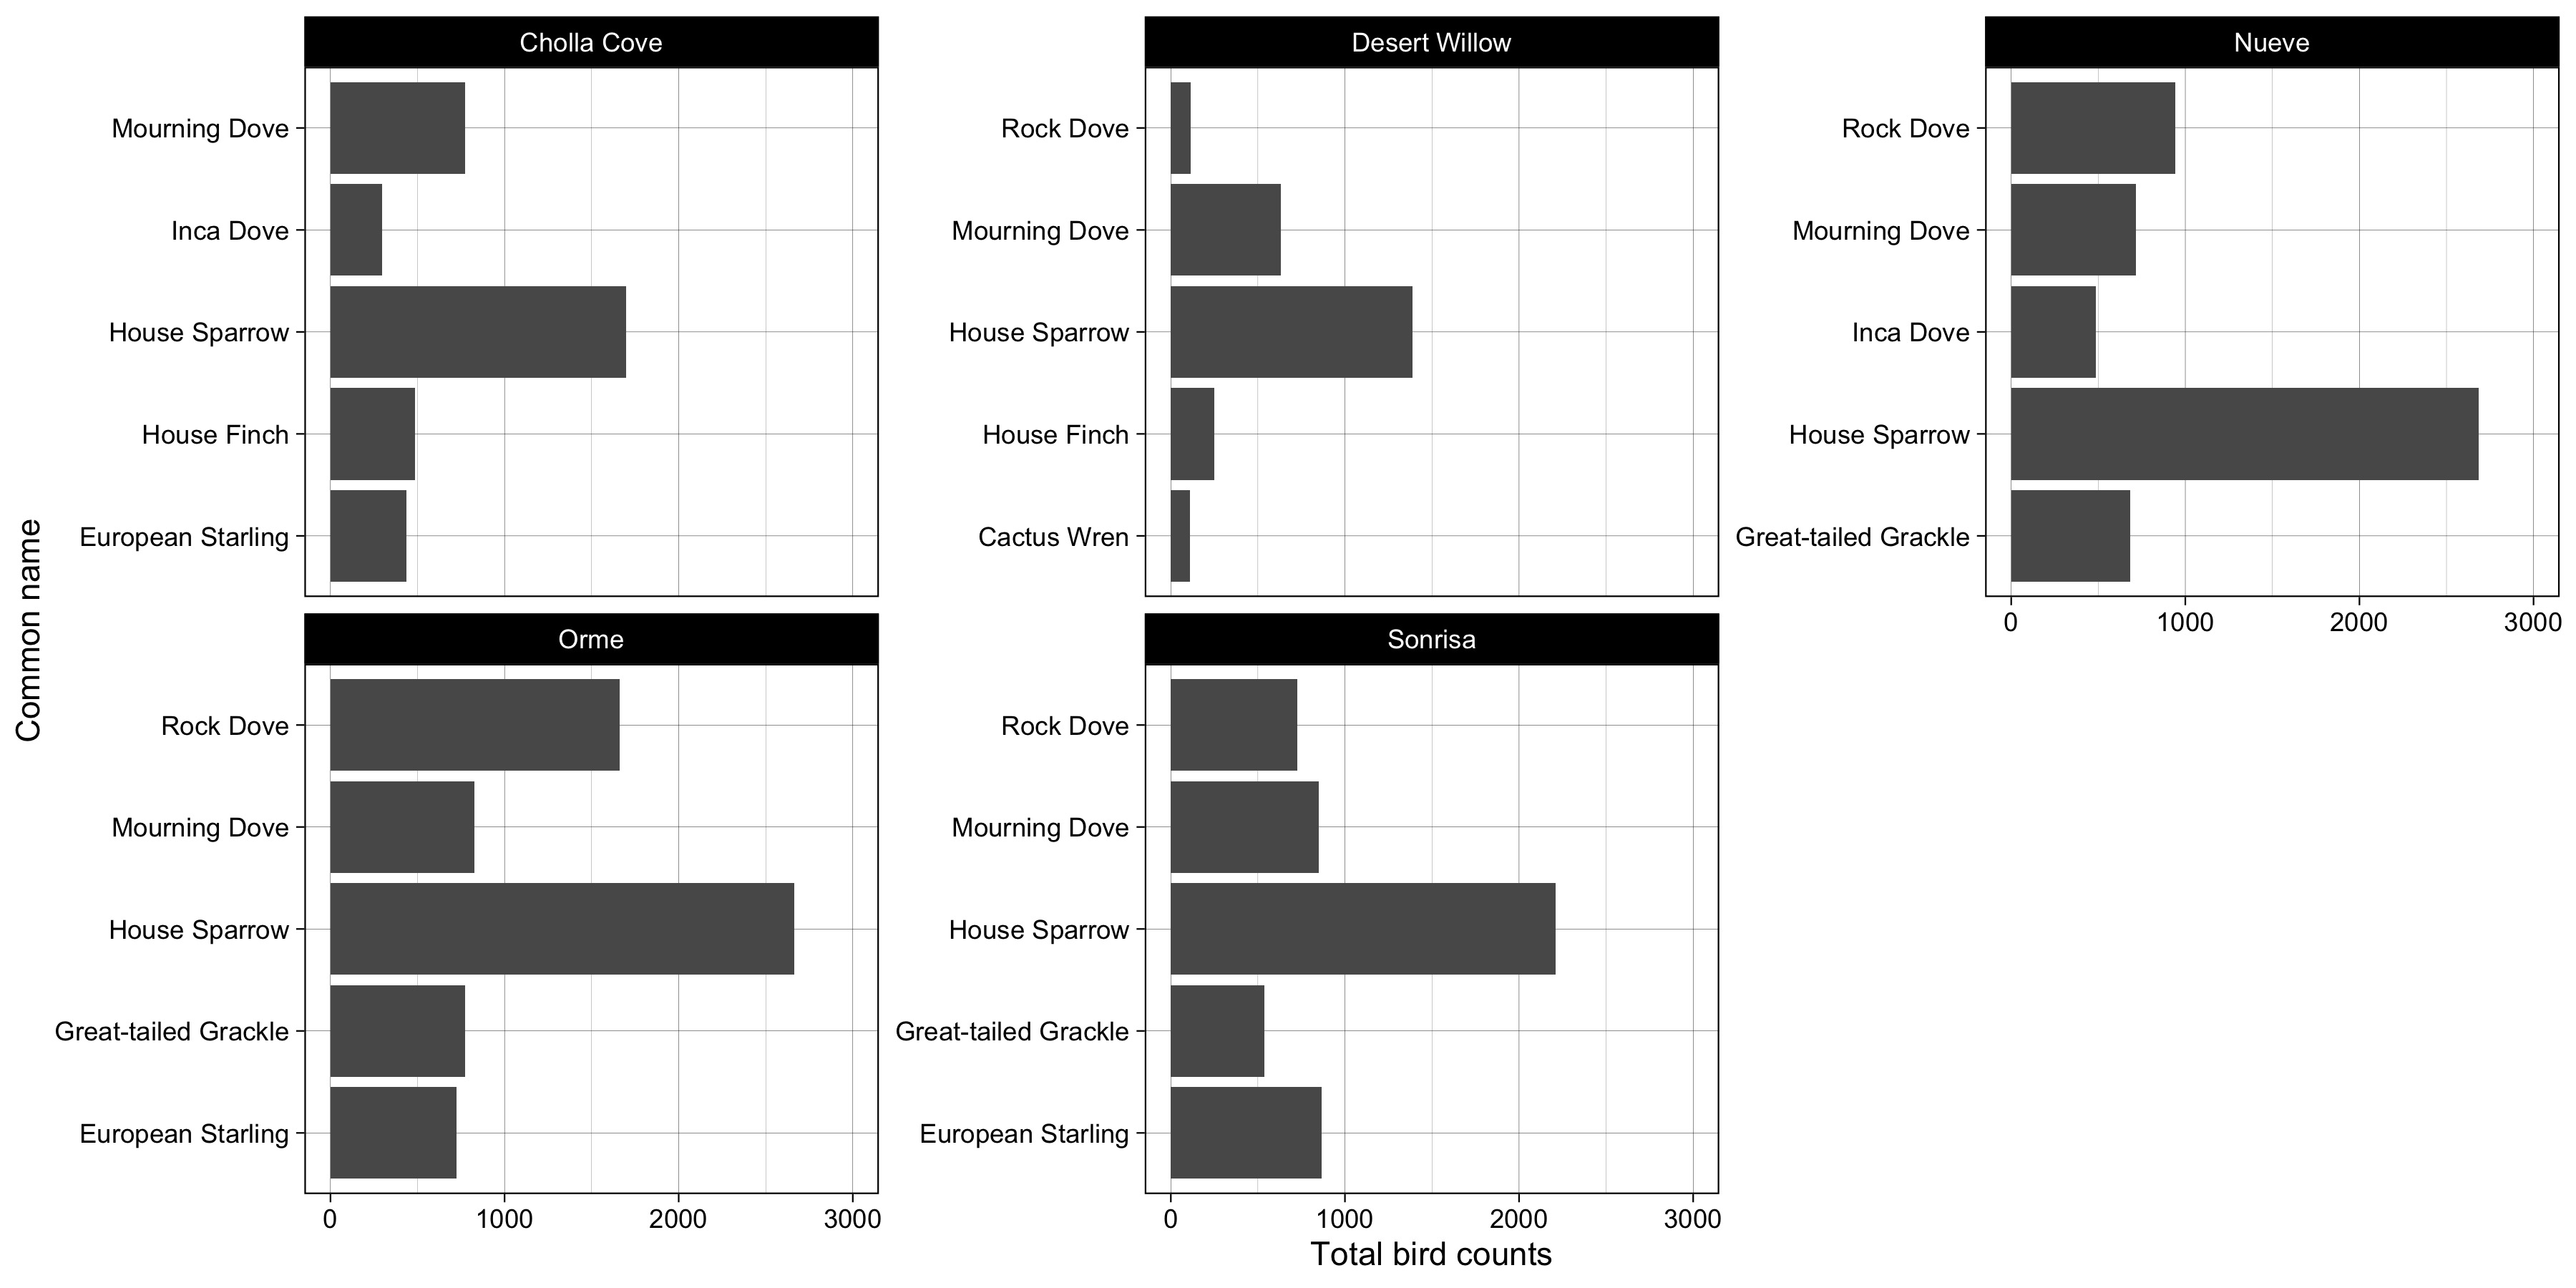 Cholla Cove
Mourning Dove
Inca Dove
House Sparrow
House Finch
European Starling
Desert Willow
Rock Dove
Mourning Dove
House Sparrow
House Finch
Cactus Wren
Nueve
Rock Dove
Mourning Dove
Inca Dove
House Sparrow
Great-tailed Grackle
0 1000 2000 3000
Orme
Rock Dove
Mourning Dove
House Sparrow
Great-tailed Grackle
European Starling
0 1000 2000 3000
Sonrisa
Rock Dove
Mourning Dove
House Sparrow
Great-tailed Grackle
European Starling
0 1000 2000 3000
Common name
Total bird counts